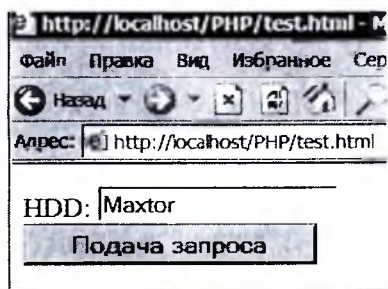 http://localhost/PHP/test.html - M
Файл Правка Вид Избранное Сер
Назад
Адрес: http://localhost/PHP/test.html
HDD: Maxtor
Подача запроса